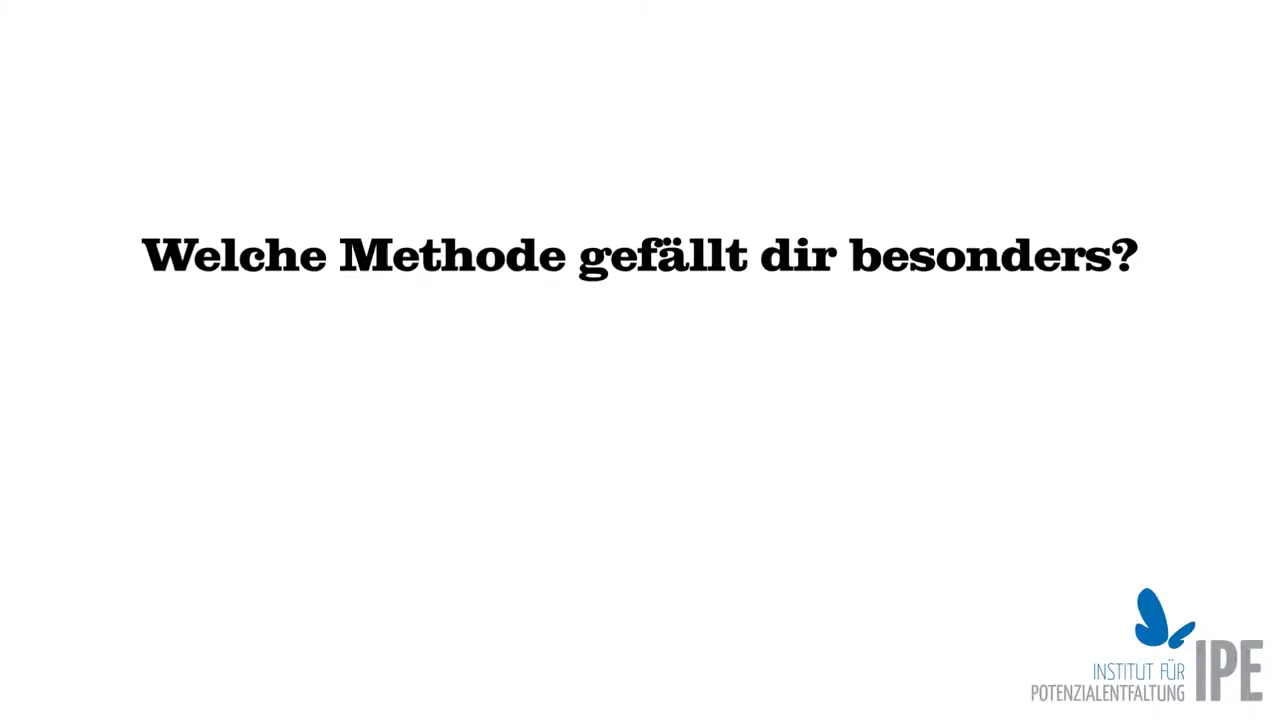 Welche Methode gefällt dir besonders?
INSTITUT FÜR
POTENZIALENTFALTUNG
IPE